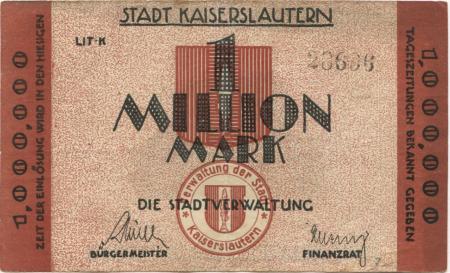 STADT KAISERSLAUTERN
LIT·K
1
MILLION
MARK
DIE STADTVERWALTUNG
Verwaltung der Stadt
Kaiserslautern
BÜRGERMEISTER
FINANZRAT
1.000.000
ZEIT DER EINLÖSUNG WIRD IN DEN HIESIGEN
1.000.000
TAGESZEITUNGEN BEKANNT GEGEBEN